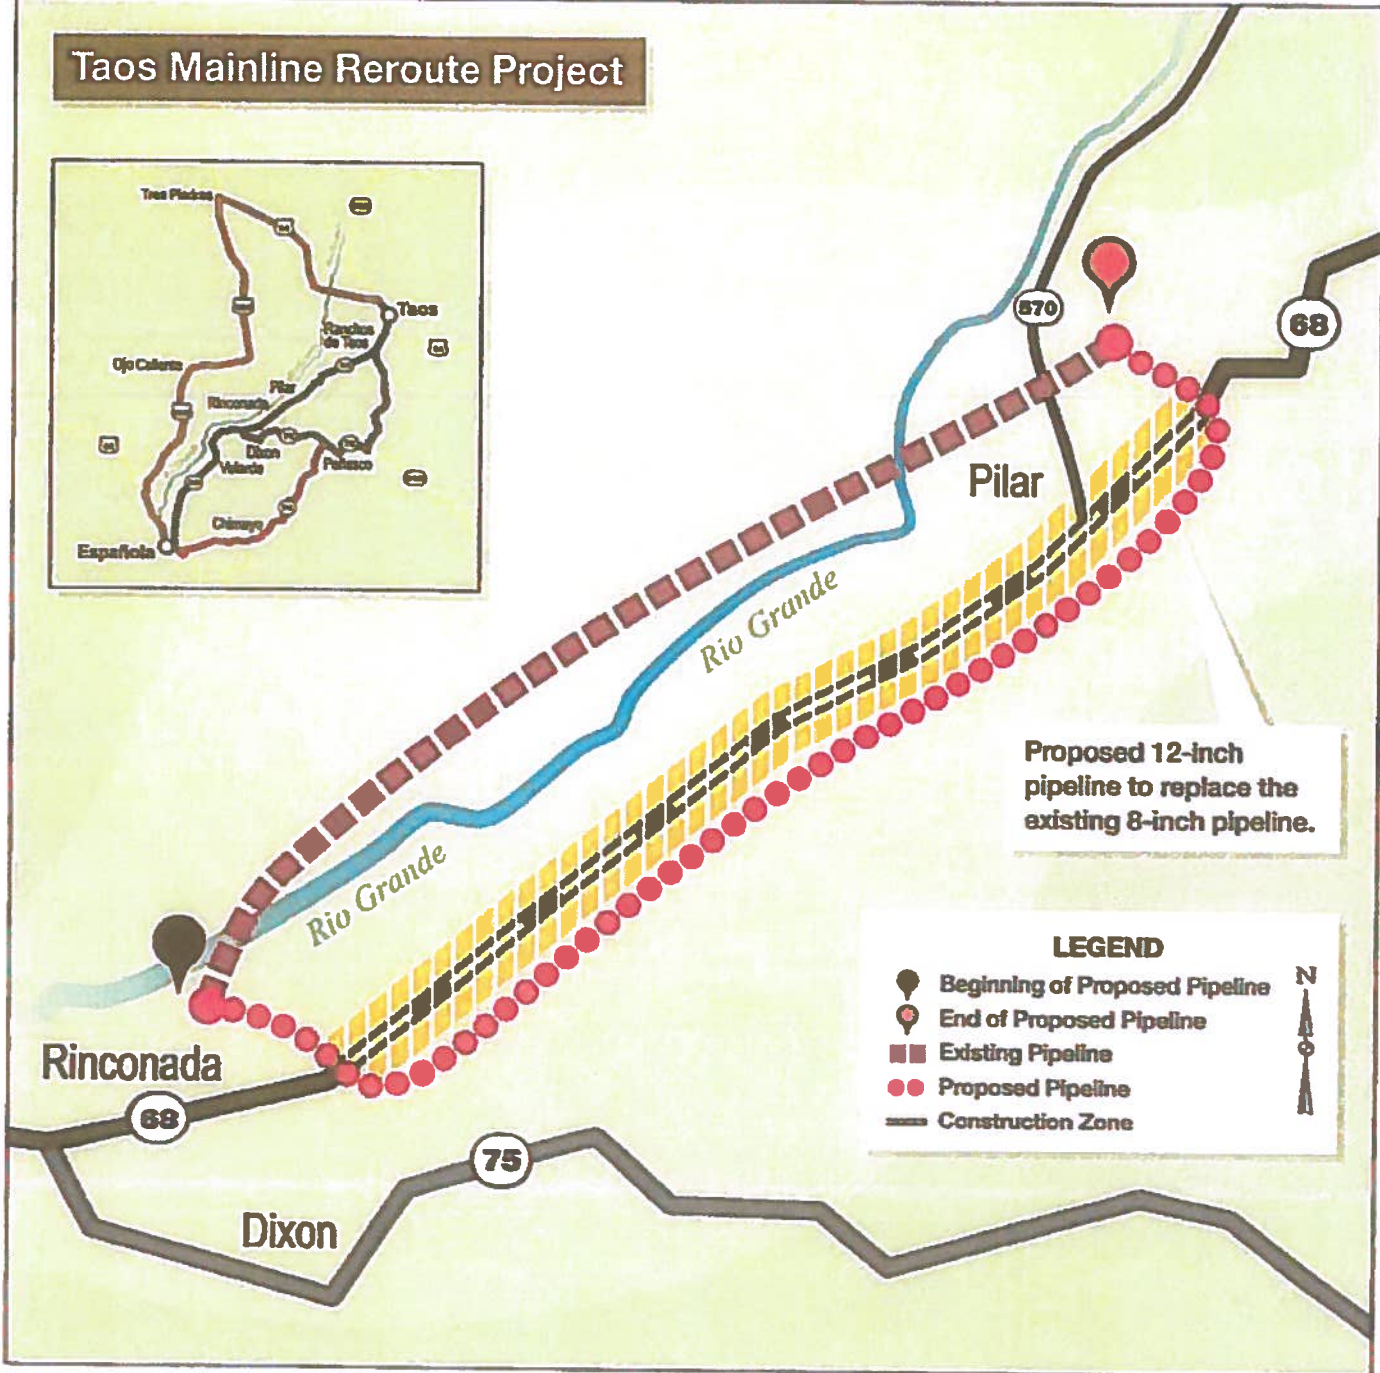 Taos Mainline Reroute Project
Tres Piedras
Taos
Ranchos
de Taos
Ojo Caliente
Pilar
Rinconada
Dixon
Velarde
Peñasco
Chimayo
Española
570
68
Pilar
Rio Grande
Proposed 12-inch
pipeline to replace the
existing 8-inch pipeline.
Rio Grande
LEGEND
Beginning of Proposed Pipeline
End of Proposed Pipeline
Existing Pipeline
Proposed Pipeline
Construction Zone
N
Rinconada
68
75
Dixon